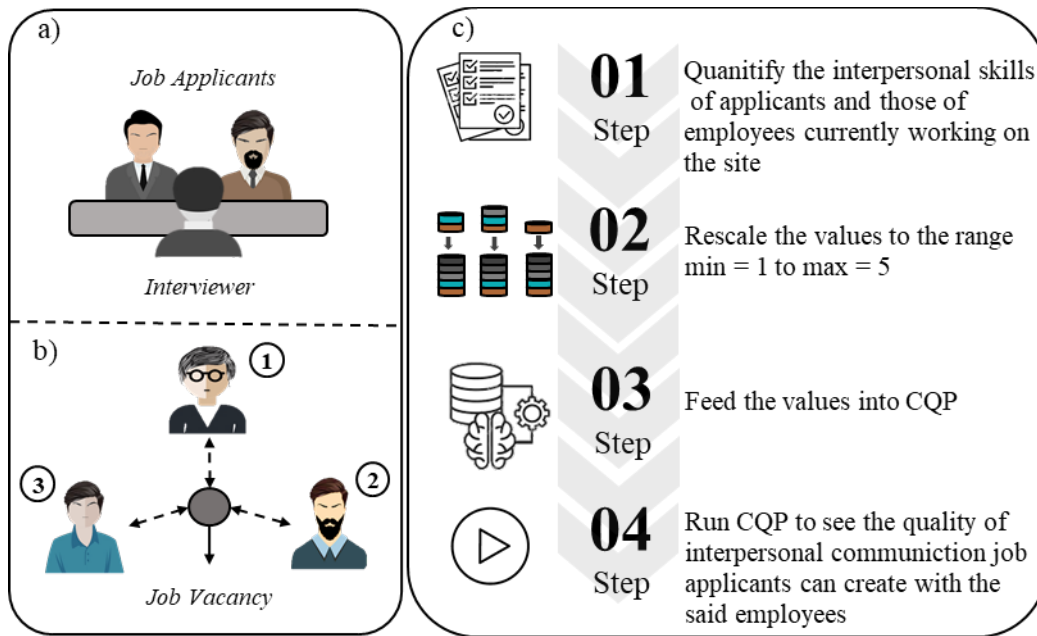 a)
Job Applicants
Interviewer
b)
1
2
3
Job Vacancy
c)
01
Step
Quanitify the interpersonal skills
of applicants and those of
employees currently working on
the site
02
Step
Rescale the values to the range
min = 1 to max = 5
03
Step
Feed the values into CQP
04
Step
Run CQP to see the quality of
interpersonal communiction job
applicants can create with the
said employees